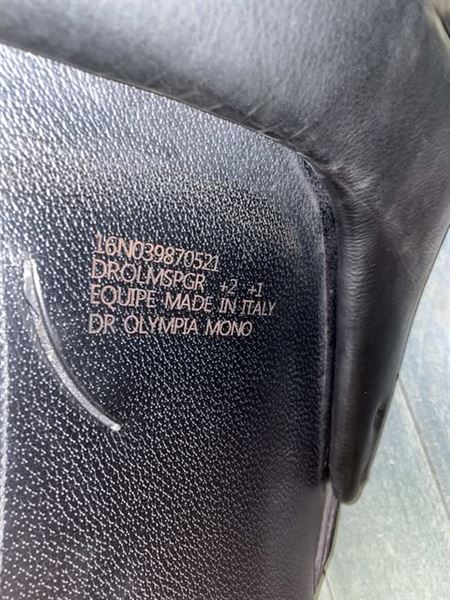 16N039870521
DROLMSPGR +2 +1
EQUIPE MADE IN ITALY
DR OLYMPIA MONO